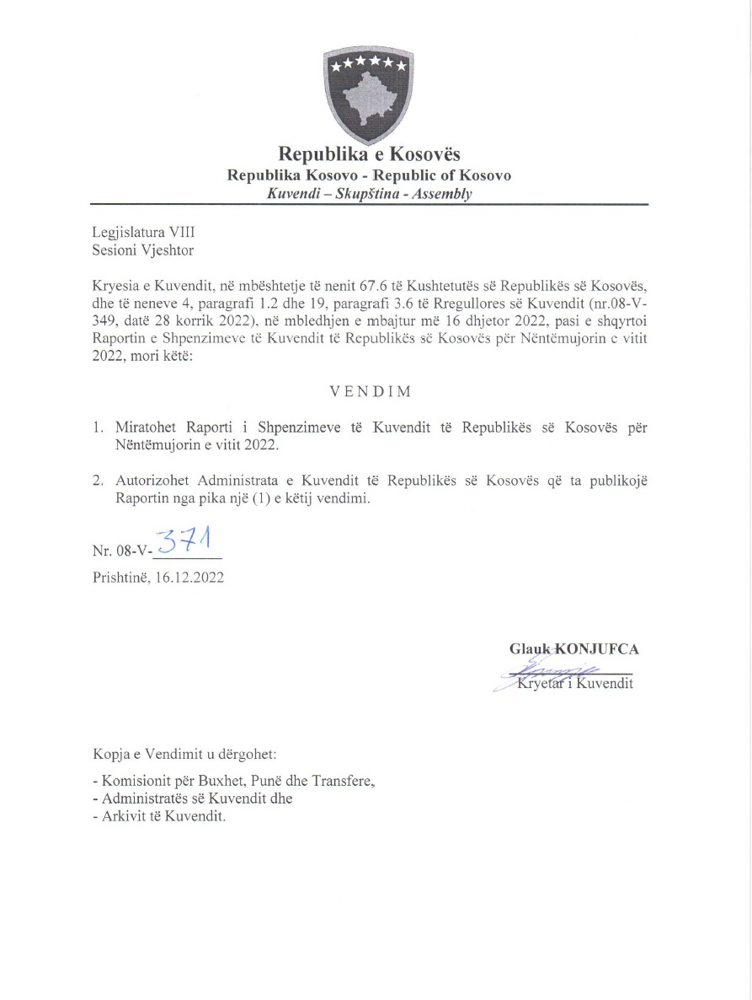 Republika e Kosovës
Republika Kosovo - Republic of Kosovo
Kuvendi – Skupština - Assembly
Legjislatura VIII
Sesioni Vjeshtor
Kryesia e Kuvendit, në mbështetje të nenit 67.6 të Kushtetutës së Republikës së Kosovës,
dhe të neneve 4, paragrafi 1.2 dhe 19, paragrafi 3.6 të Rregullores së Kuvendit (nr.08-V-
349, datë 28 korrik 2022), në mbledhjen e mbajtur më 16 dhjetor 2022, pasi e shqyrtoi
Raportin e Shpenzimeve të Kuvendit të Republikës së Kosovës për Nëntëmujorin e vitit
2022, mori këtë:
V E N D I M
1. Miratohet Raporti i Shpenzimeve të Kuvendit të Republikës së Kosovës për
Nëntëmujorin e vitit 2022.
2. Autorizohet Administrata e Kuvendit të Republikës së Kosovës që ta publikojë
Raportin nga pika një (1) e këtij vendimi.
Nr. 08-V-371
Prishtinë, 16.12.2022
Glauk KONJUFCA
Kryetar i Kuvendit
Kopja e Vendimit u dërgohet:
- Komisionit për Buxhet, Punë dhe Transfere,
- Administratës së Kuvendit dhe
- Arkivit të Kuvendit.